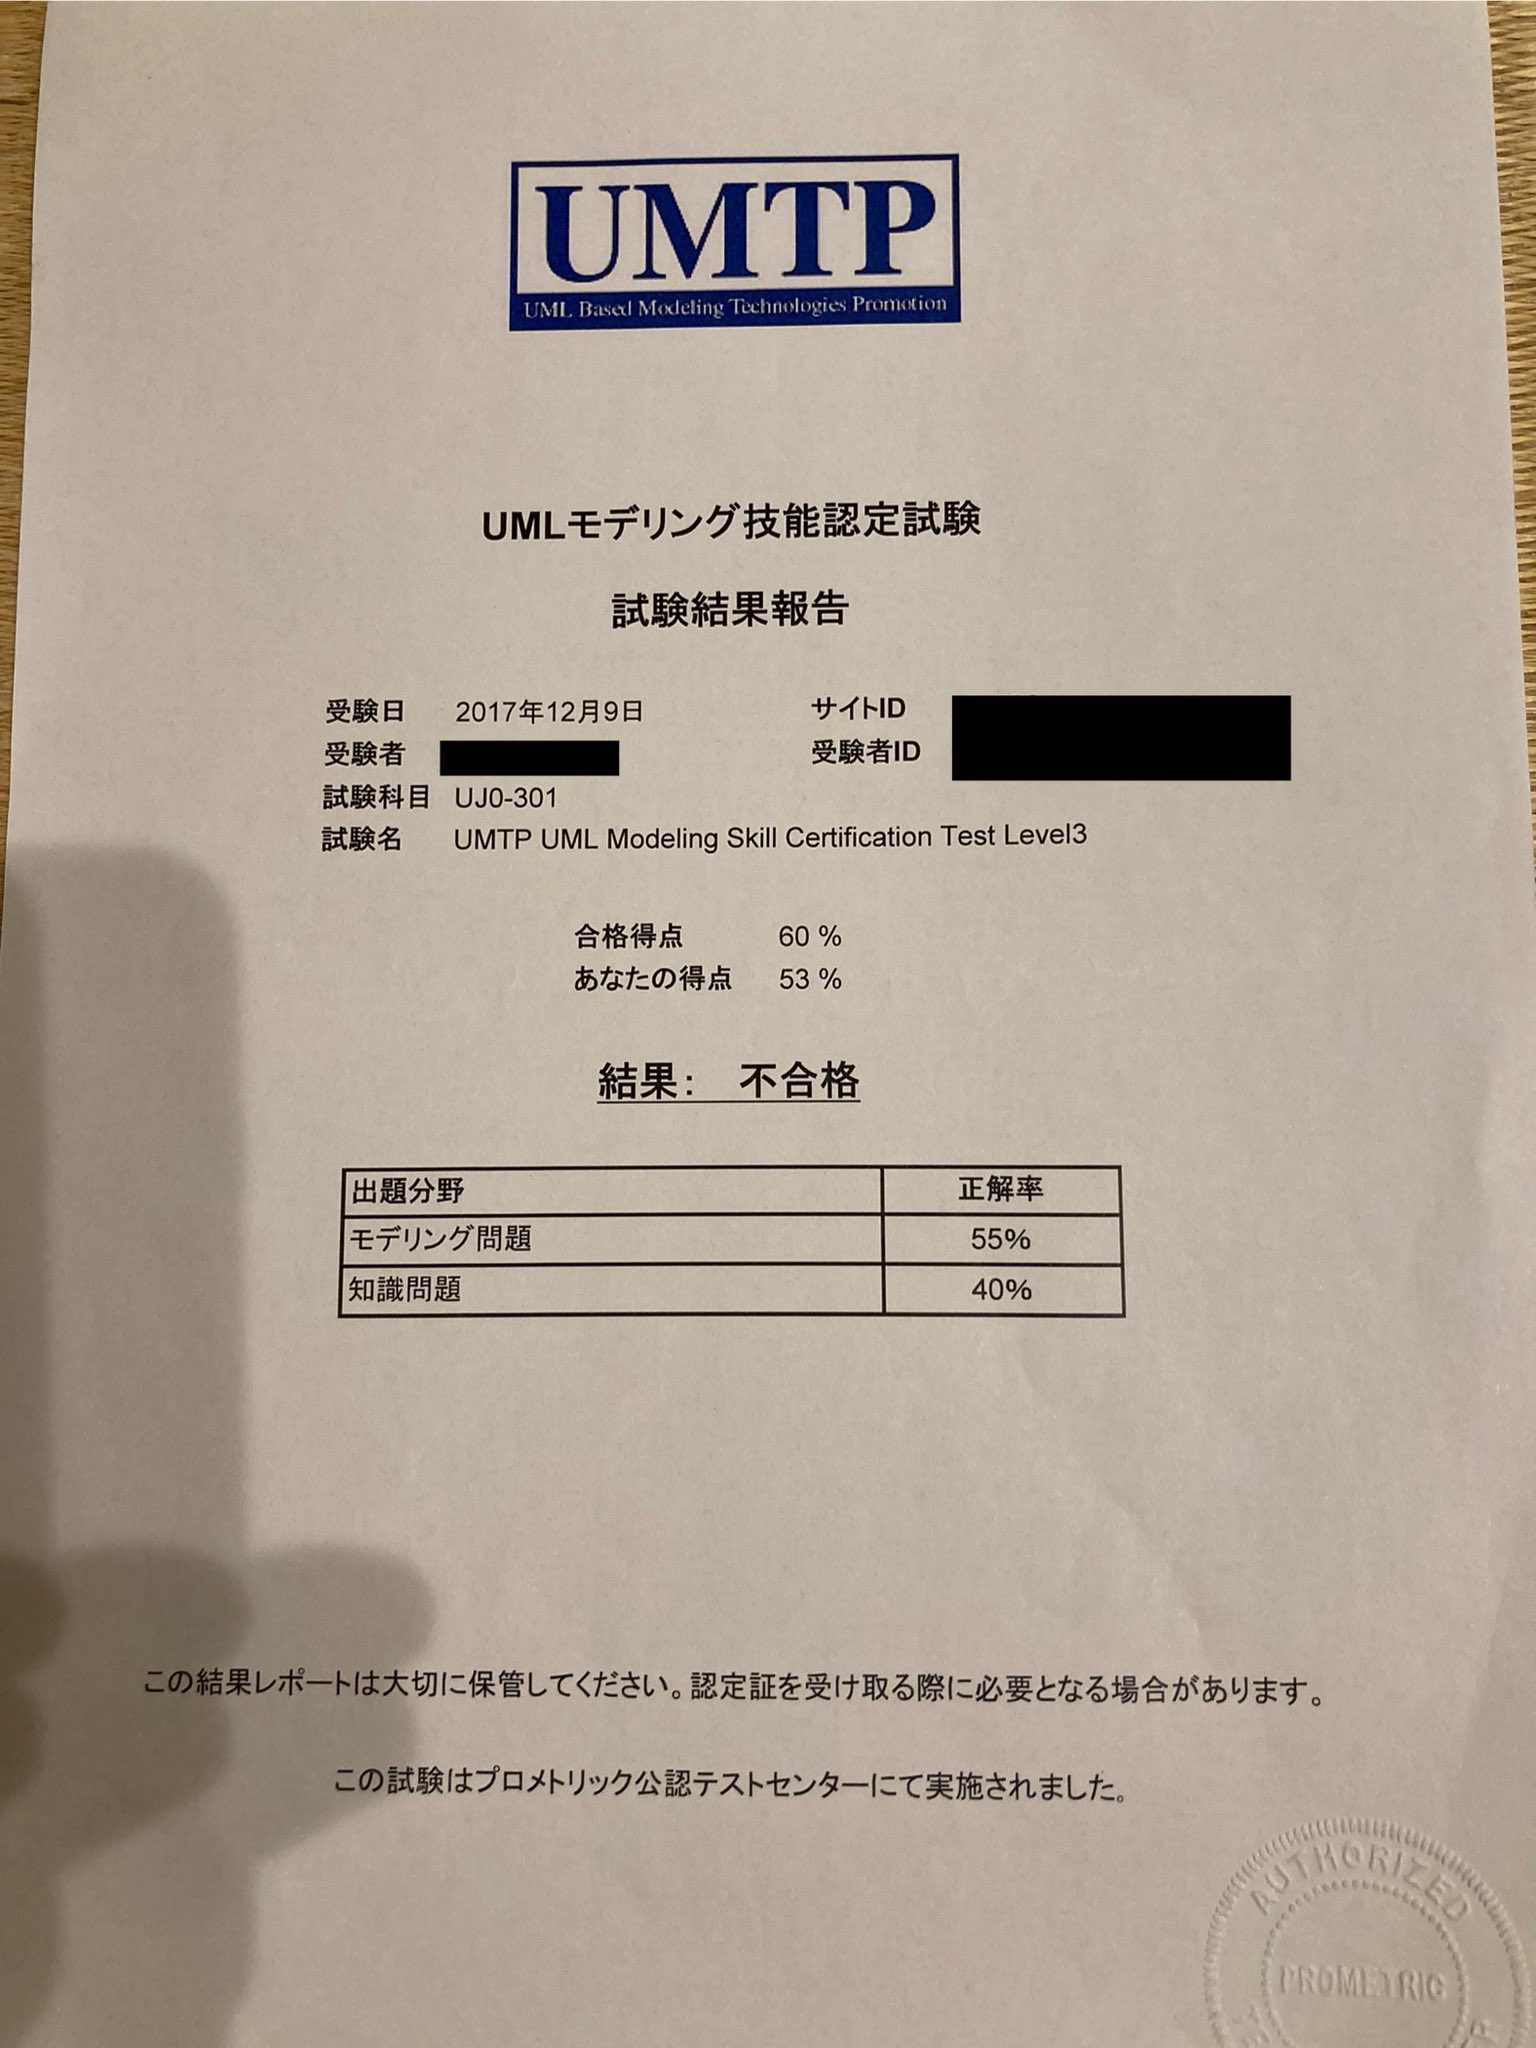 UMTP
UML Based Modeling Technologies Promotion
UMLモデリング技能認定試験
試験結果報告
受験日 2017年12月9日 サイトID
受験者 受験者ID
試験科目 UJ0-301
試験名 UMTP UML Modeling Skill Certification Test Level3
合格得点 60 %
あなたの得点 53 %
結果： 不合格
出題分野 正解率
モデリング問題 55%
知識問題 40%
この結果レポートは大切に保管してください。認定証を受け取る際に必要となる場合があります。
この試験はプロメトリック公認テストセンターにて実施されました。
AUTHORIZED
PROMETRIC